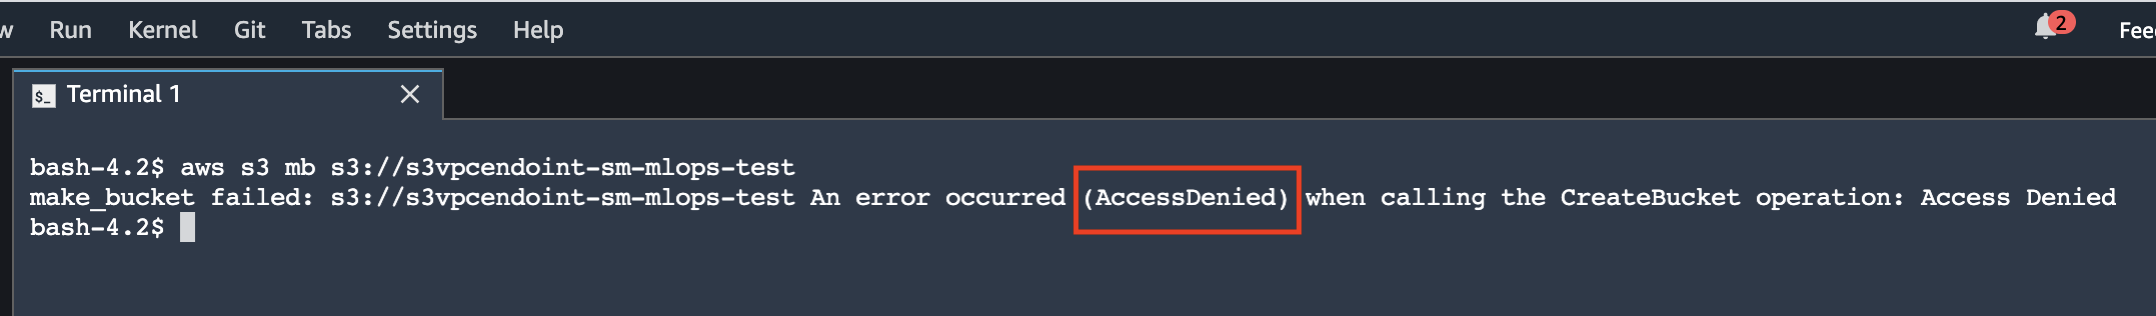 Run Kernel Git Tabs Settings Help 2
$_ Terminal 1
bash-4.2$ aws s3 mb s3://s3vpcendoint-sm-mlops-test
make_bucket failed: s3://s3vpcendoint-sm-mlops-test An error occurred (AccessDenied) when calling the CreateBucket operation: Access Denied
bash-4.2$